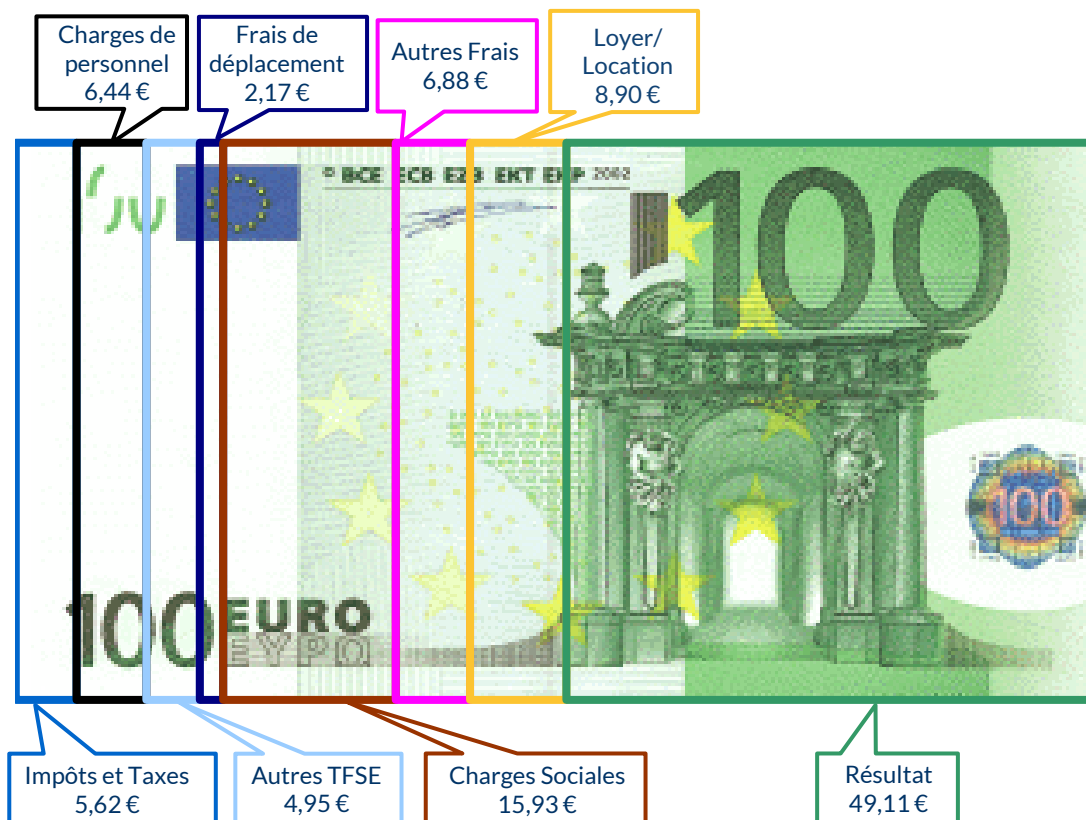 Charges de
personnel
6,44 €
Frais de
déplacement
2,17 €
Autres Frais
6,88 €
Loyer/
Location
8,90 €
© BCE ECB EZB EKT EKP 2002
100
100
100 EURO
ΕΥΡΩ
Impôts et Taxes
5,62 €
Autres TFSE
4,95 €
Charges Sociales
15,93 €
Résultat
49,11 €